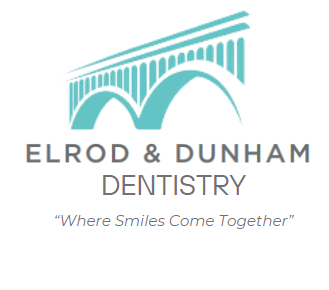 ELROD & DUNHAM
DENTISTRY
“Where Smiles Come Together”